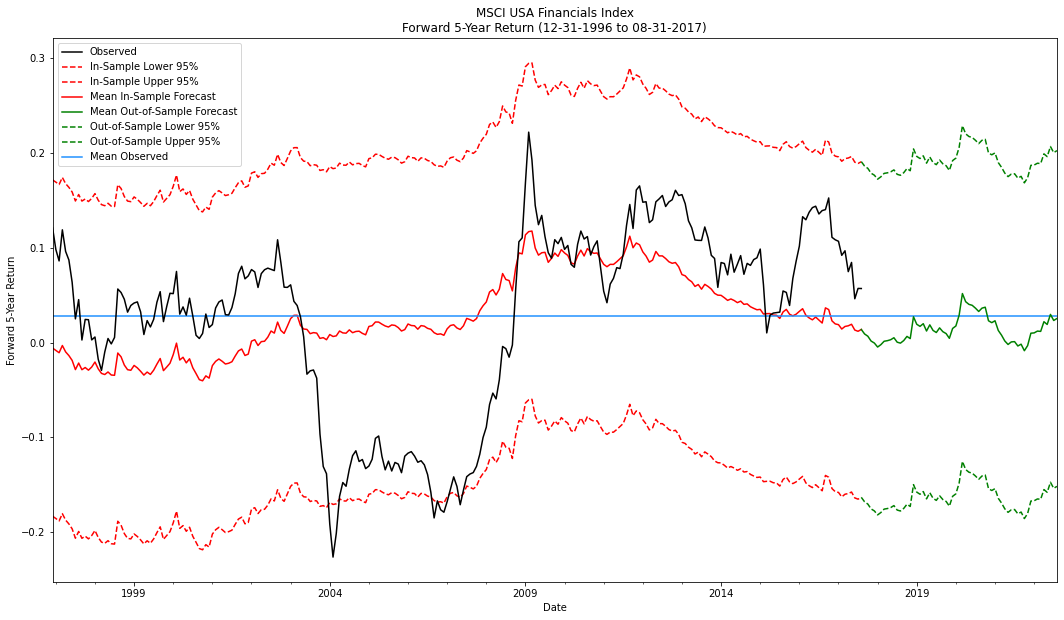 MSCI USA Financials Index
Forward 5-Year Return (12-31-1996 to 08-31-2017)
Observed
In-Sample Lower 95%
In-Sample Upper 95%
Mean In-Sample Forecast
Mean Out-of-Sample Forecast
Out-of-Sample Lower 95%
Out-of-Sample Upper 95%
Mean Observed
0.3
0.2
0.1
0.0
−0.1
−0.2
Forward 5-Year Return
1999
2004
2009
2014
2019
Date